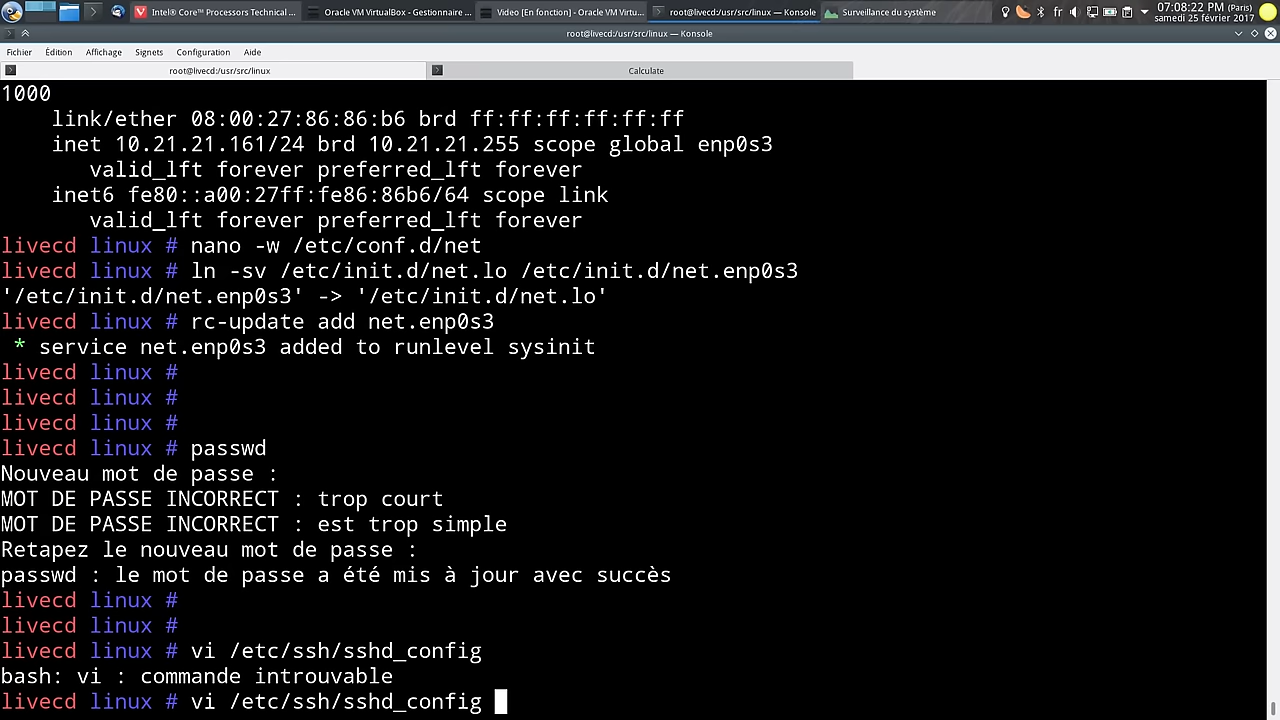 Intel® Core™ Processors Technical ...
Oracle VM VirtualBox - Gestionnaire ...
Video [En fonction] - Oracle VM Virtu...
root@livecd:/usr/src/linux — Konsole
Surveillance du système
fr
07:08:22 PM (Paris)
samedi 25 février 2017
root@livecd:/usr/src/linux — Konsole
Fichier Édition Affichage Signets Configuration Aide
root@livecd:/usr/src/linux
Calculate
1000
    link/ether 08:00:27:86:86:b6 brd ff:ff:ff:ff:ff:ff
    inet 10.21.21.161/24 brd 10.21.21.255 scope global enp0s3
       valid_lft forever preferred_lft forever
    inet6 fe80::a00:27ff:fe86:86b6/64 scope link
       valid_lft forever preferred_lft forever
livecd linux # nano -w /etc/conf.d/net
livecd linux # ln -sv /etc/init.d/net.lo /etc/init.d/net.enp0s3
'/etc/init.d/net.enp0s3' -> '/etc/init.d/net.lo'
livecd linux # rc-update add net.enp0s3
 * service net.enp0s3 added to runlevel sysinit
livecd linux #
livecd linux #
livecd linux #
livecd linux # passwd
Nouveau mot de passe :
MOT DE PASSE INCORRECT : trop court
MOT DE PASSE INCORRECT : est trop simple
Retapez le nouveau mot de passe :
passwd : le mot de passe a été mis à jour avec succès
livecd linux #
livecd linux #
livecd linux # vi /etc/ssh/sshd_config
bash: vi : commande introuvable
livecd linux # vi /etc/ssh/sshd_config